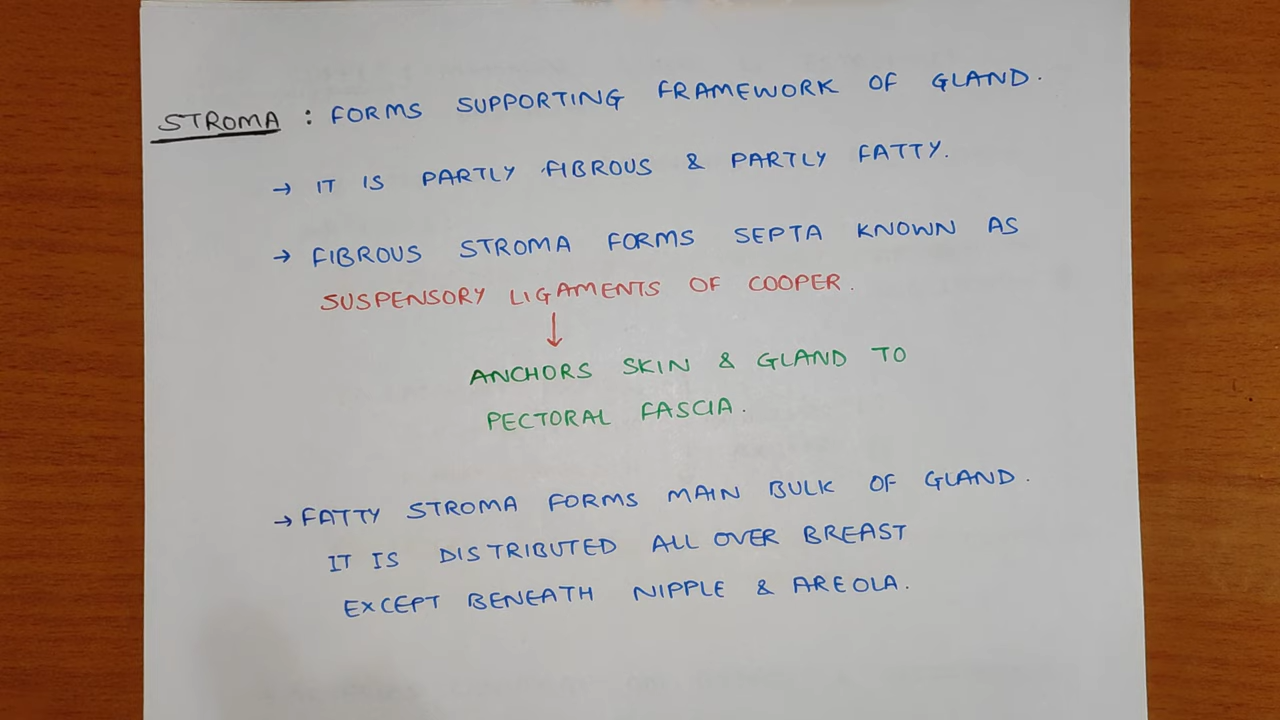 STROMA : FORMS SUPPORTING FRAMEWORK OF GLAND.
→ IT IS PARTLY FIBROUS & PARTLY FATTY.
→ FIBROUS STROMA FORMS SEPTA KNOWN AS
SUSPENSORY LIGAMENTS OF COOPER.
↓
ANCHORS SKIN & GLAND TO
PECTORAL FASCIA.
→ FATTY STROMA FORMS MAIN BULK OF GLAND.
IT IS DISTRIBUTED ALL OVER BREAST
EXCEPT BENEATH NIPPLE & AREOLA.